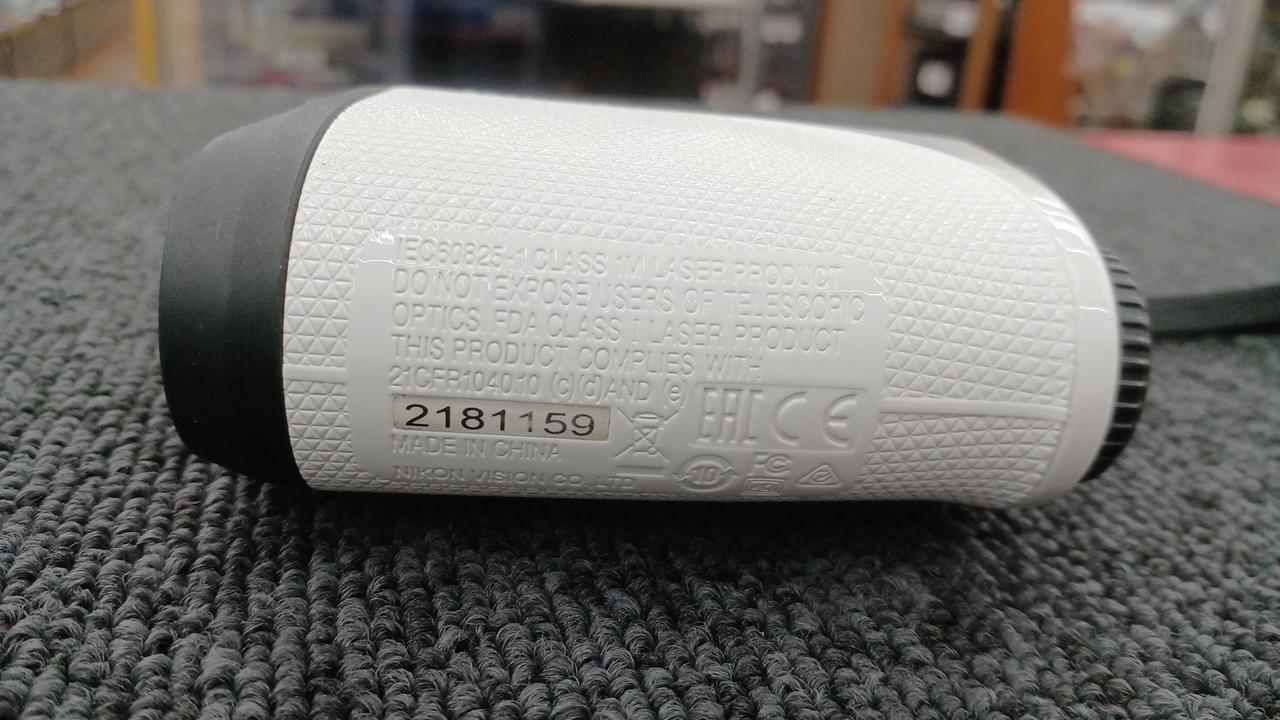 IEC60825-1 CLASS 1M LASER PRODUCT
DO NOT EXPOSE USERS OF TELESCOPIC
OPTICS. FDA CLASS I LASER PRODUCT
THIS PRODUCT COMPLIES WITH
21CFR1040.10 (c)(d)AND (e)
2181159
EAC CE
MADE IN CHINA
10 FC
NIKON VISION CO.,LTD.